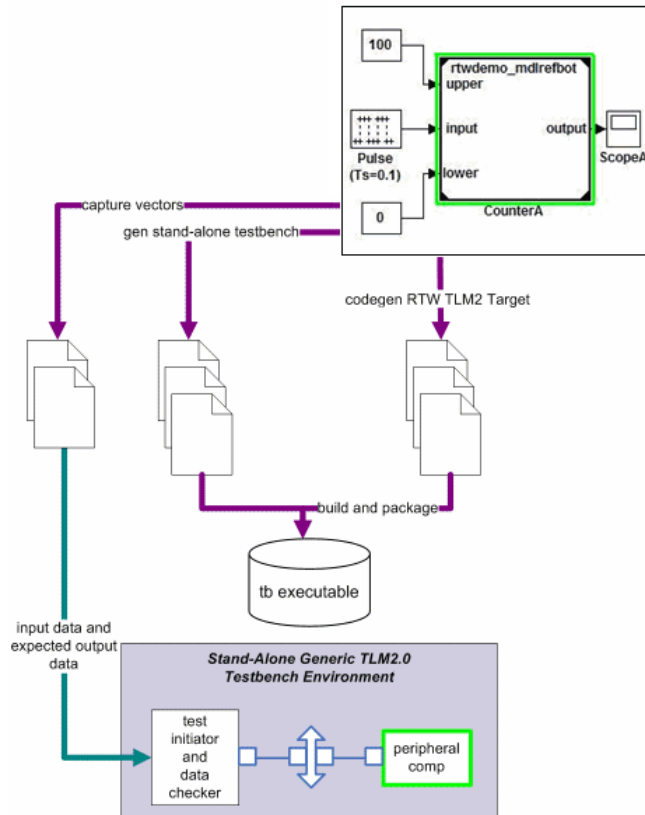 100
rtwdemo_mdlrefbot
upper
input
output
Pulse
(Ts=0.1)
ScopeA
lower
0
CounterA
capture vectors
gen stand-alone testbench
codegen RTW TLM2 Target
build and package
tb executable
input data and
expected output
data
Stand-Alone Generic TLM2.0
Testbench Environment
test
initiator
and
data
checker
peripheral
comp